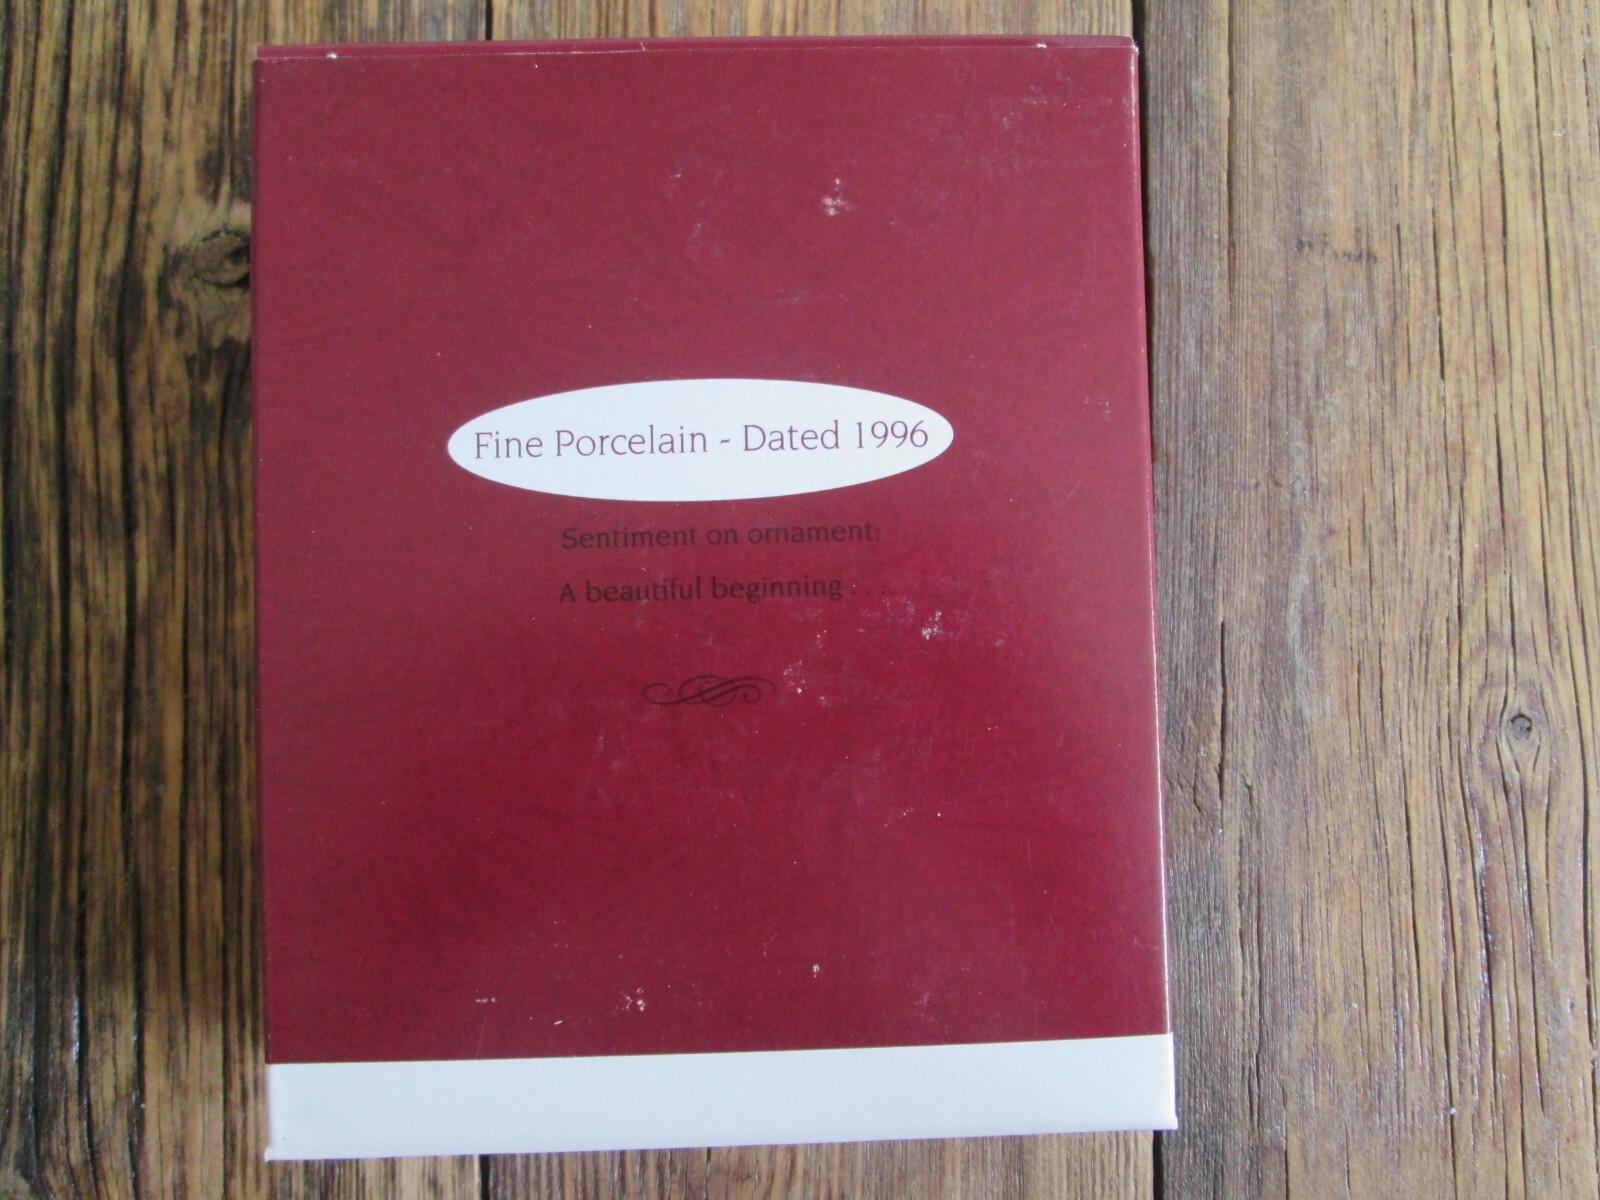 Fine Porcelain - Dated 1996
Sentiment on ornament:
A beautiful beginning . . .